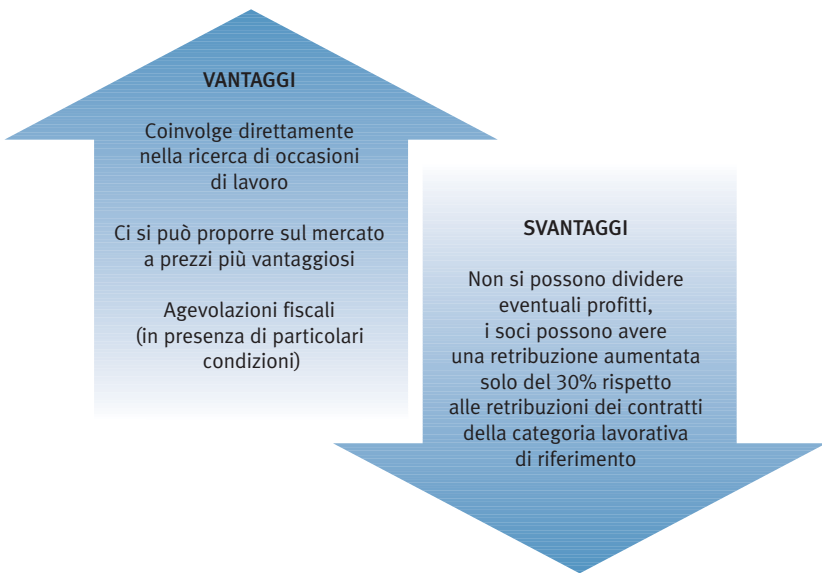 VANTAGGI
Coinvolge direttamente
nella ricerca di occasioni
di lavoro
Ci si può proporre sul mercato
a prezzi più vantaggiosi
Agevolazioni fiscali
(in presenza di particolari
condizioni)
SVANTAGGI
Non si possono dividere
eventuali profitti,
i soci possono avere
una retribuzione aumentata
solo del 30% rispetto
alle retribuzioni dei contratti
della categoria lavorativa
di riferimento